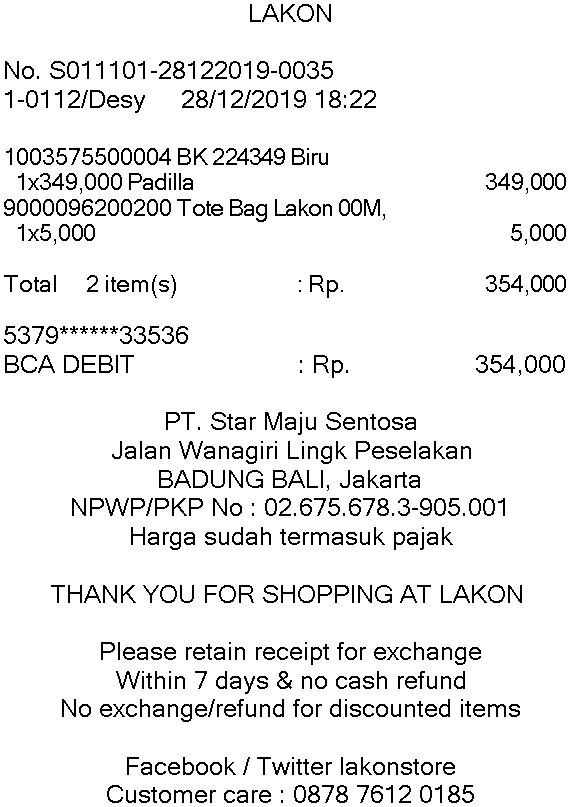 LAKON
No. S011101-28122019-0035
1-0112/Desy 28/12/2019 18:22
1003575500004 BK 224349 Biru
1x349,000 Padilla 349,000
9000096200200 Tote Bag Lakon 00M,
1x5,000 5,000
Total 2 item(s) : Rp. 354,000
5379******33536
BCA DEBIT : Rp. 354,000
PT. Star Maju Sentosa
Jalan Wanagiri Lingk Peselakan
BADUNG BALI, Jakarta
NPWP/PKP No : 02.675.678.3-905.001
Harga sudah termasuk pajak
THANK YOU FOR SHOPPING AT LAKON
Please retain receipt for exchange
Within 7 days & no cash refund
No exchange/refund for discounted items
Facebook / Twitter lakonstore
Customer care : 0878 7612 0185